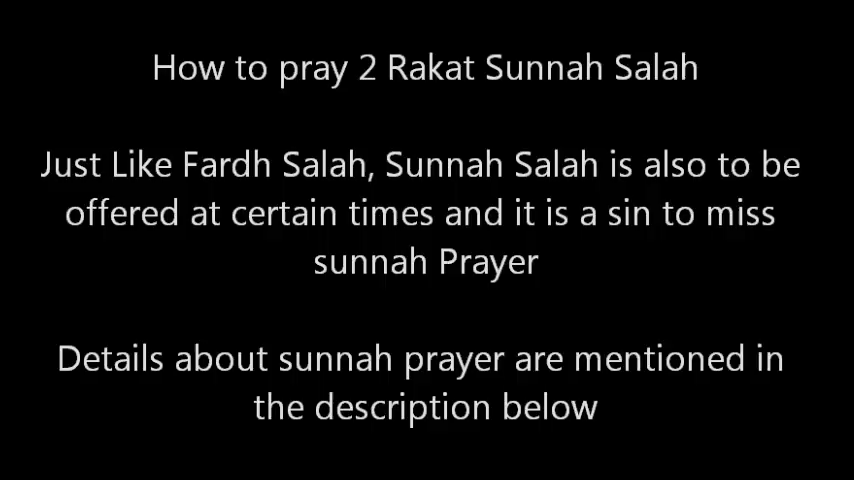 How to pray 2 Rakat Sunnah Salah
Just Like Fardh Salah, Sunnah Salah is also to be
offered at certain times and it is a sin to miss
sunnah Prayer
Details about sunnah prayer are mentioned in
the description below